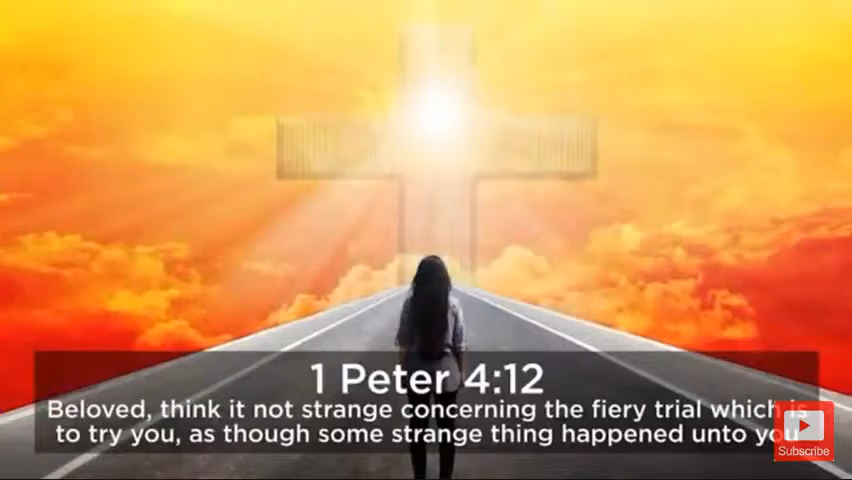 1 Peter 4:12
Beloved, think it not strange concerning the fiery trial which is
to try you, as though some strange thing happened unto you
Subscribe